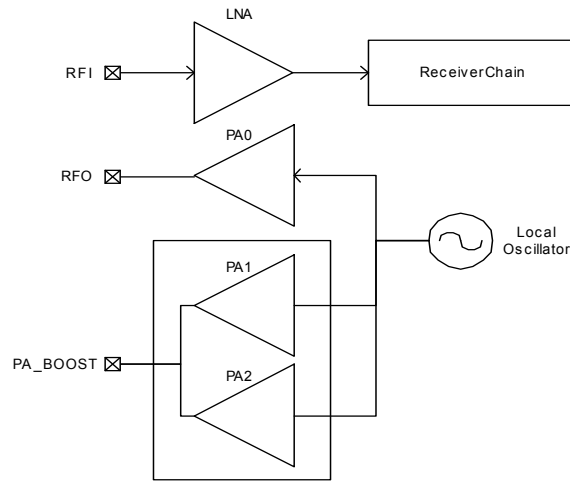 LNA
RFI
ReceiverChain
PA0
RFO
Local
Oscillator
PA1
PA_BOOST
PA2